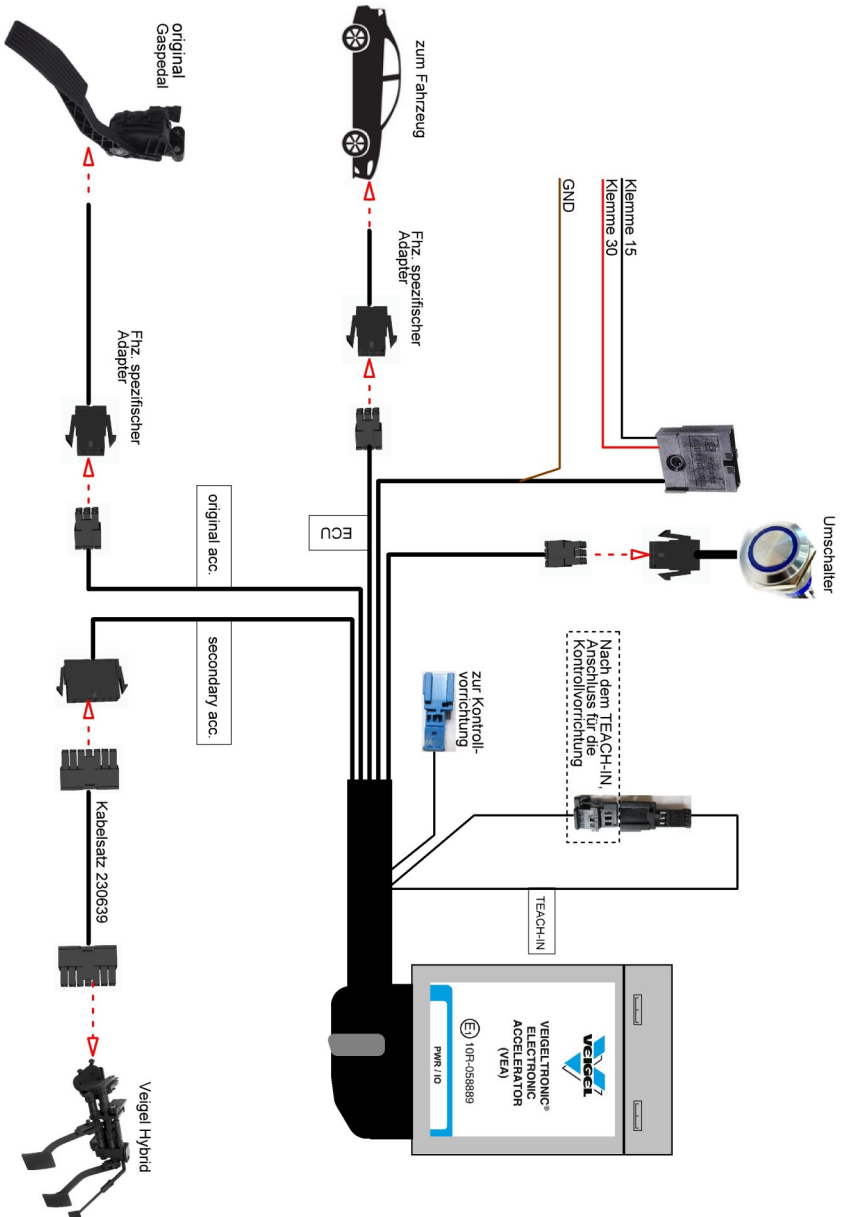 original
Gaspedal
zum Fahrzeug
Fhz. spezifischer
Adapter
Fhz. spezifischer
Adapter
GND
Klemme 15
Klemme 30
Umschalter
original acc.
ECU
secondary acc.
zur Kontroll-
vorrichtung
Nach dem TEACH-IN,
Anschluss für die
Kontrollvorrichtung
TEACH-IN
Kabelsatz 230639
Veigel Hybrid
VEIGEL
VEIGELTRONIC®
ELECTRONIC
ACCELERATOR
(VEA)
E1 10R-058889
PWR / IO